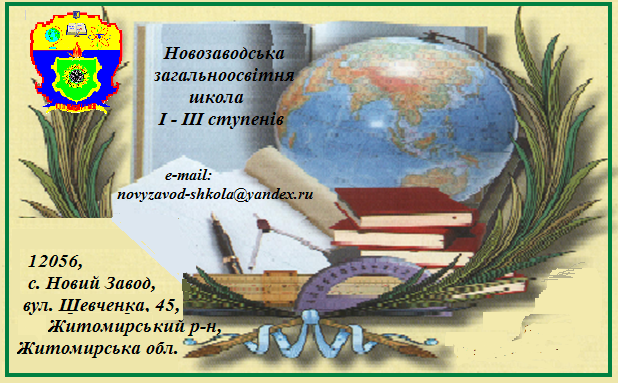 Новозаводська
загальноосвітня
школа
І - ІІІ ступенів
e-mail:
novyzavod-shkola@yandex.ru
12056,
с. Новий Завод,
вул. Шевченка, 45,
Житомирський р-н,
Житомирська обл.